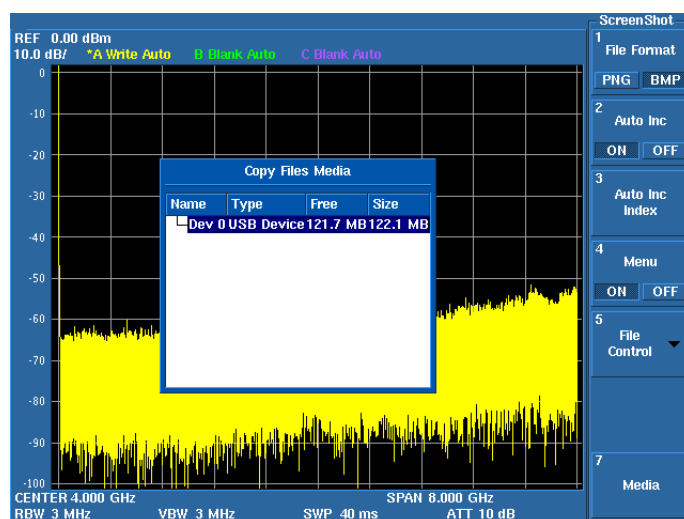 ScreenShot
REF 0.00 dBm
10.0 dB/ *A Write Auto B Blank Auto C Blank Auto
0
-10
-20
-30
-40
-50
-60
-70
-80
-90
-100
Copy Files Media
Name Type Free Size
Dev 0 USB Device 121.7 MB 122.1 MB
CENTER 4.000 GHz SPAN 8.000 GHz
RBW 3 MHz VBW 3 MHz SWP 40 ms ATT 10 dB
1
File Format
PNG BMP
2
Auto Inc
ON OFF
3
Auto Inc
Index
4
Menu
ON OFF
5
File
Control
7
Media